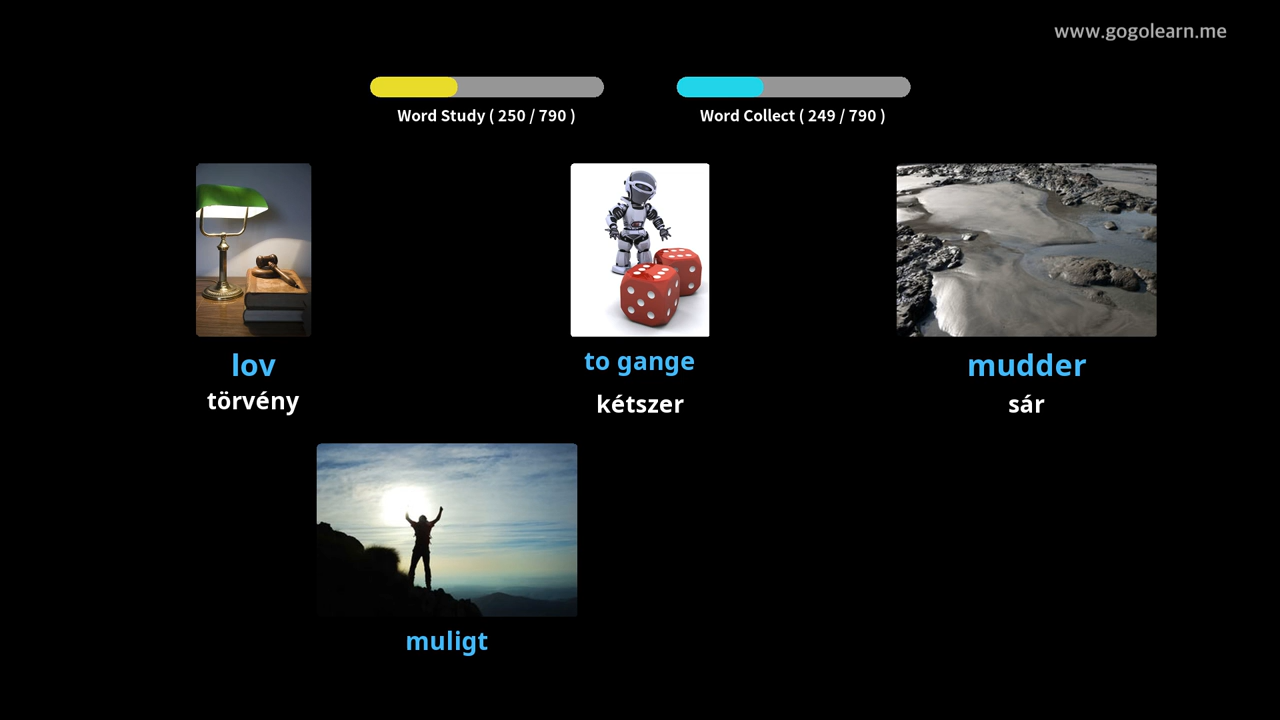 www.gogolearn.me
Word Study ( 250 / 790 )
Word Collect ( 249 / 790 )
lov
törvény
to gange
kétszer
mudder
sár
muligt